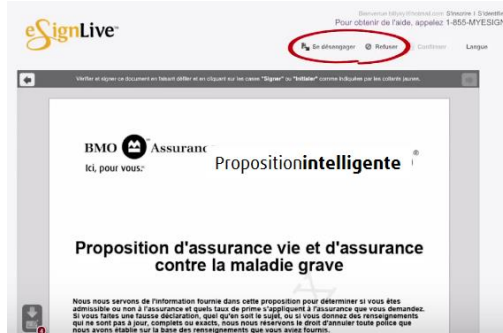 eSignLive™
Pour obtenir de l'aide, appelez 1-855-MYESIGN
Se désengager Refuser Confirmer Langue
Vérifier et signer ce document en faisant défiler et en cliquant sur les cases "Signer" ou "Initialer" comme indiquées par les onglets jaunes.
BMO Assurance
Ici, pour vous.
Propositionintelligente ®
Proposition d'assurance vie et d'assurance
contre la maladie grave
Nous nous servons de l'information fournie dans cette proposition pour déterminer si vous êtes
admissible ou non à l'assurance et quels taux de prime s'appliquent à l'assurance que vous demandez.
Si vous faites une fausse déclaration, quel qu'en soit le sujet, ou si vous donnez des renseignements
qui ne sont pas à jour, complets ou exacts, nous nous réservons le droit d'annuler toute police que
nous avons établie sur la base des renseignements que vous aviez fournis.